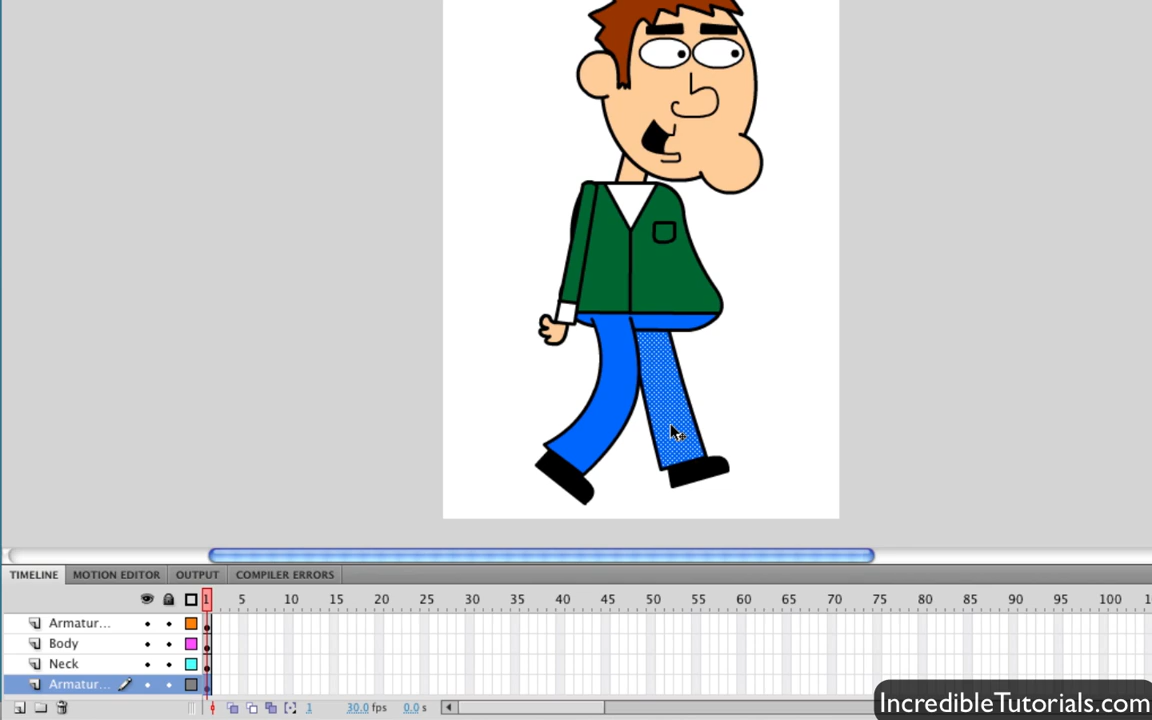 TIMELINE MOTION EDITOR OUTPUT COMPILER ERRORS
1 5 10 15 20 25 30 35 40 45 50 55 60 65 70 75 80 85 90 95 100
Armatur...
Body
Neck
Armatur...
1 30.0 fps 0.0 s
IncredibleTutorials.com